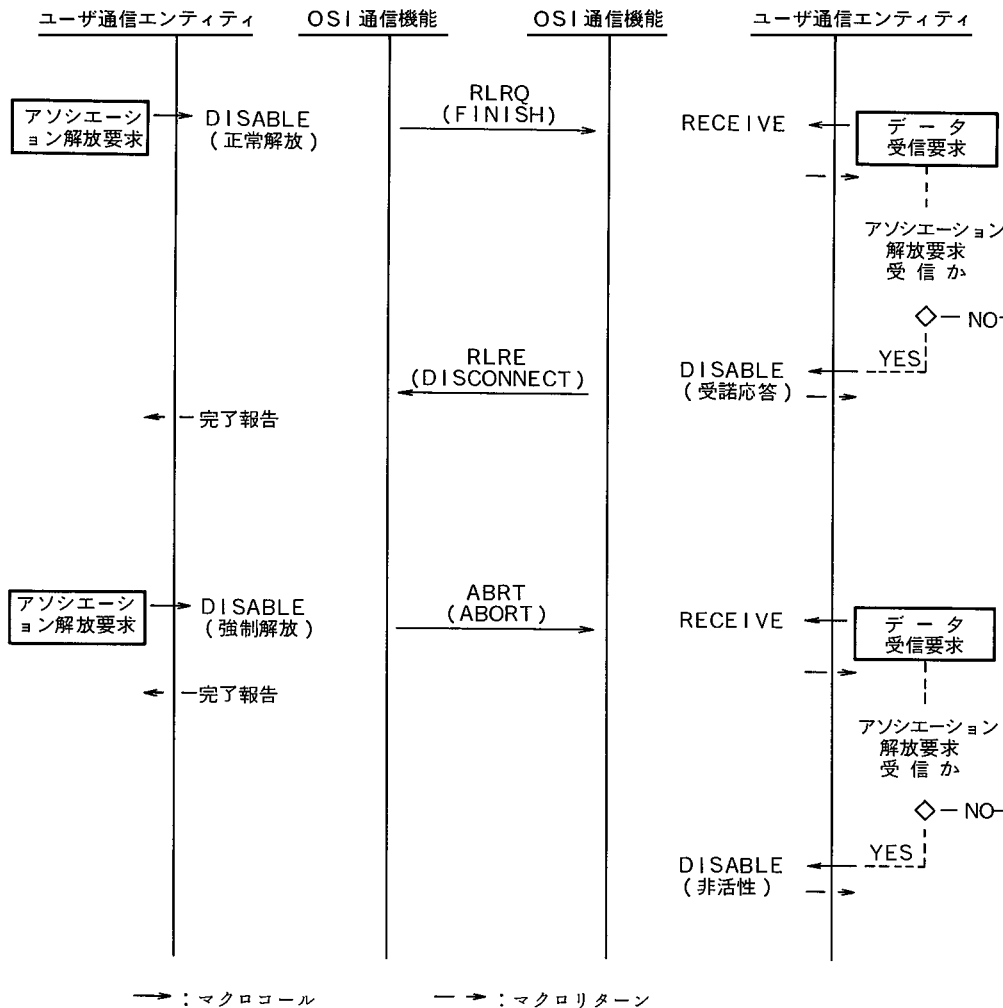 ユーザ通信エンティティ
OSI通信機能
OSI通信機能
ユーザ通信エンティティ
アソシエーシ
ョン解放要求
DISABLE
(正常解放)
RLRQ
(FINISH)
RECEIVE
データ
受信要求
アソシエーション
解放要求
受信か
NO
YES
RLRE
(DISCONNECT)
DISABLE
(受諾応答)
完了報告
アソシエーシ
ョン解放要求
DISABLE
(強制解放)
ABRT
(ABORT)
RECEIVE
データ
受信要求
完了報告
アソシエーション
解放要求
受信か
NO
YES
DISABLE
(非活性)
:マクロコール
:マクロリターン